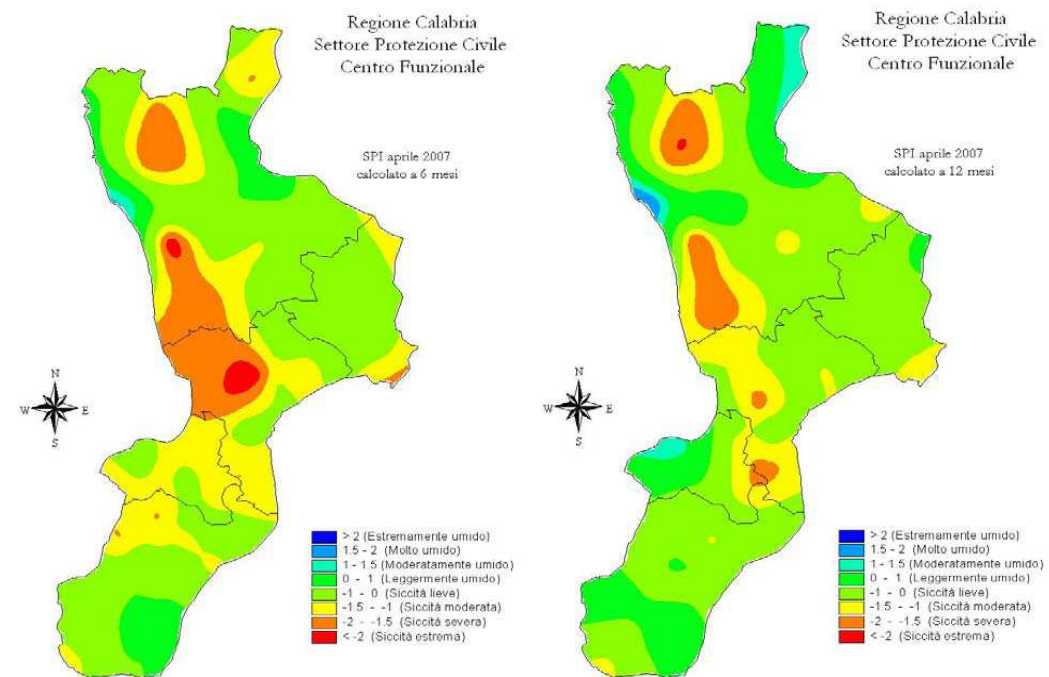 Regione Calabria
Settore Protezione Civile
Centro Funzionale
SPI aprile 2007
calcolato a 6 mesi
N
W E
S
> 2 (Estremamente umido)
1.5 - 2 (Molto umido)
1 - 1.5 (Moderatamente umido)
0 - 1 (Leggermente umido)
-1 - 0 (Siccità lieve)
-1.5 - -1 (Siccità moderata)
-2 - -1.5 (Siccità severa)
< -2 (Siccità estrema)
Regione Calabria
Settore Protezione Civile
Centro Funzionale
SPI aprile 2007
calcolato a 12 mesi
N
W E
S
> 2 (Estremamente umido)
1.5 - 2 (Molto umido)
1 - 1.5 (Moderatamente umido)
0 - 1 (Leggermente umido)
-1 - 0 (Siccità lieve)
-1.5 - -1 (Siccità moderata)
-2 - -1.5 (Siccità severa)
< -2 (Siccità estrema)